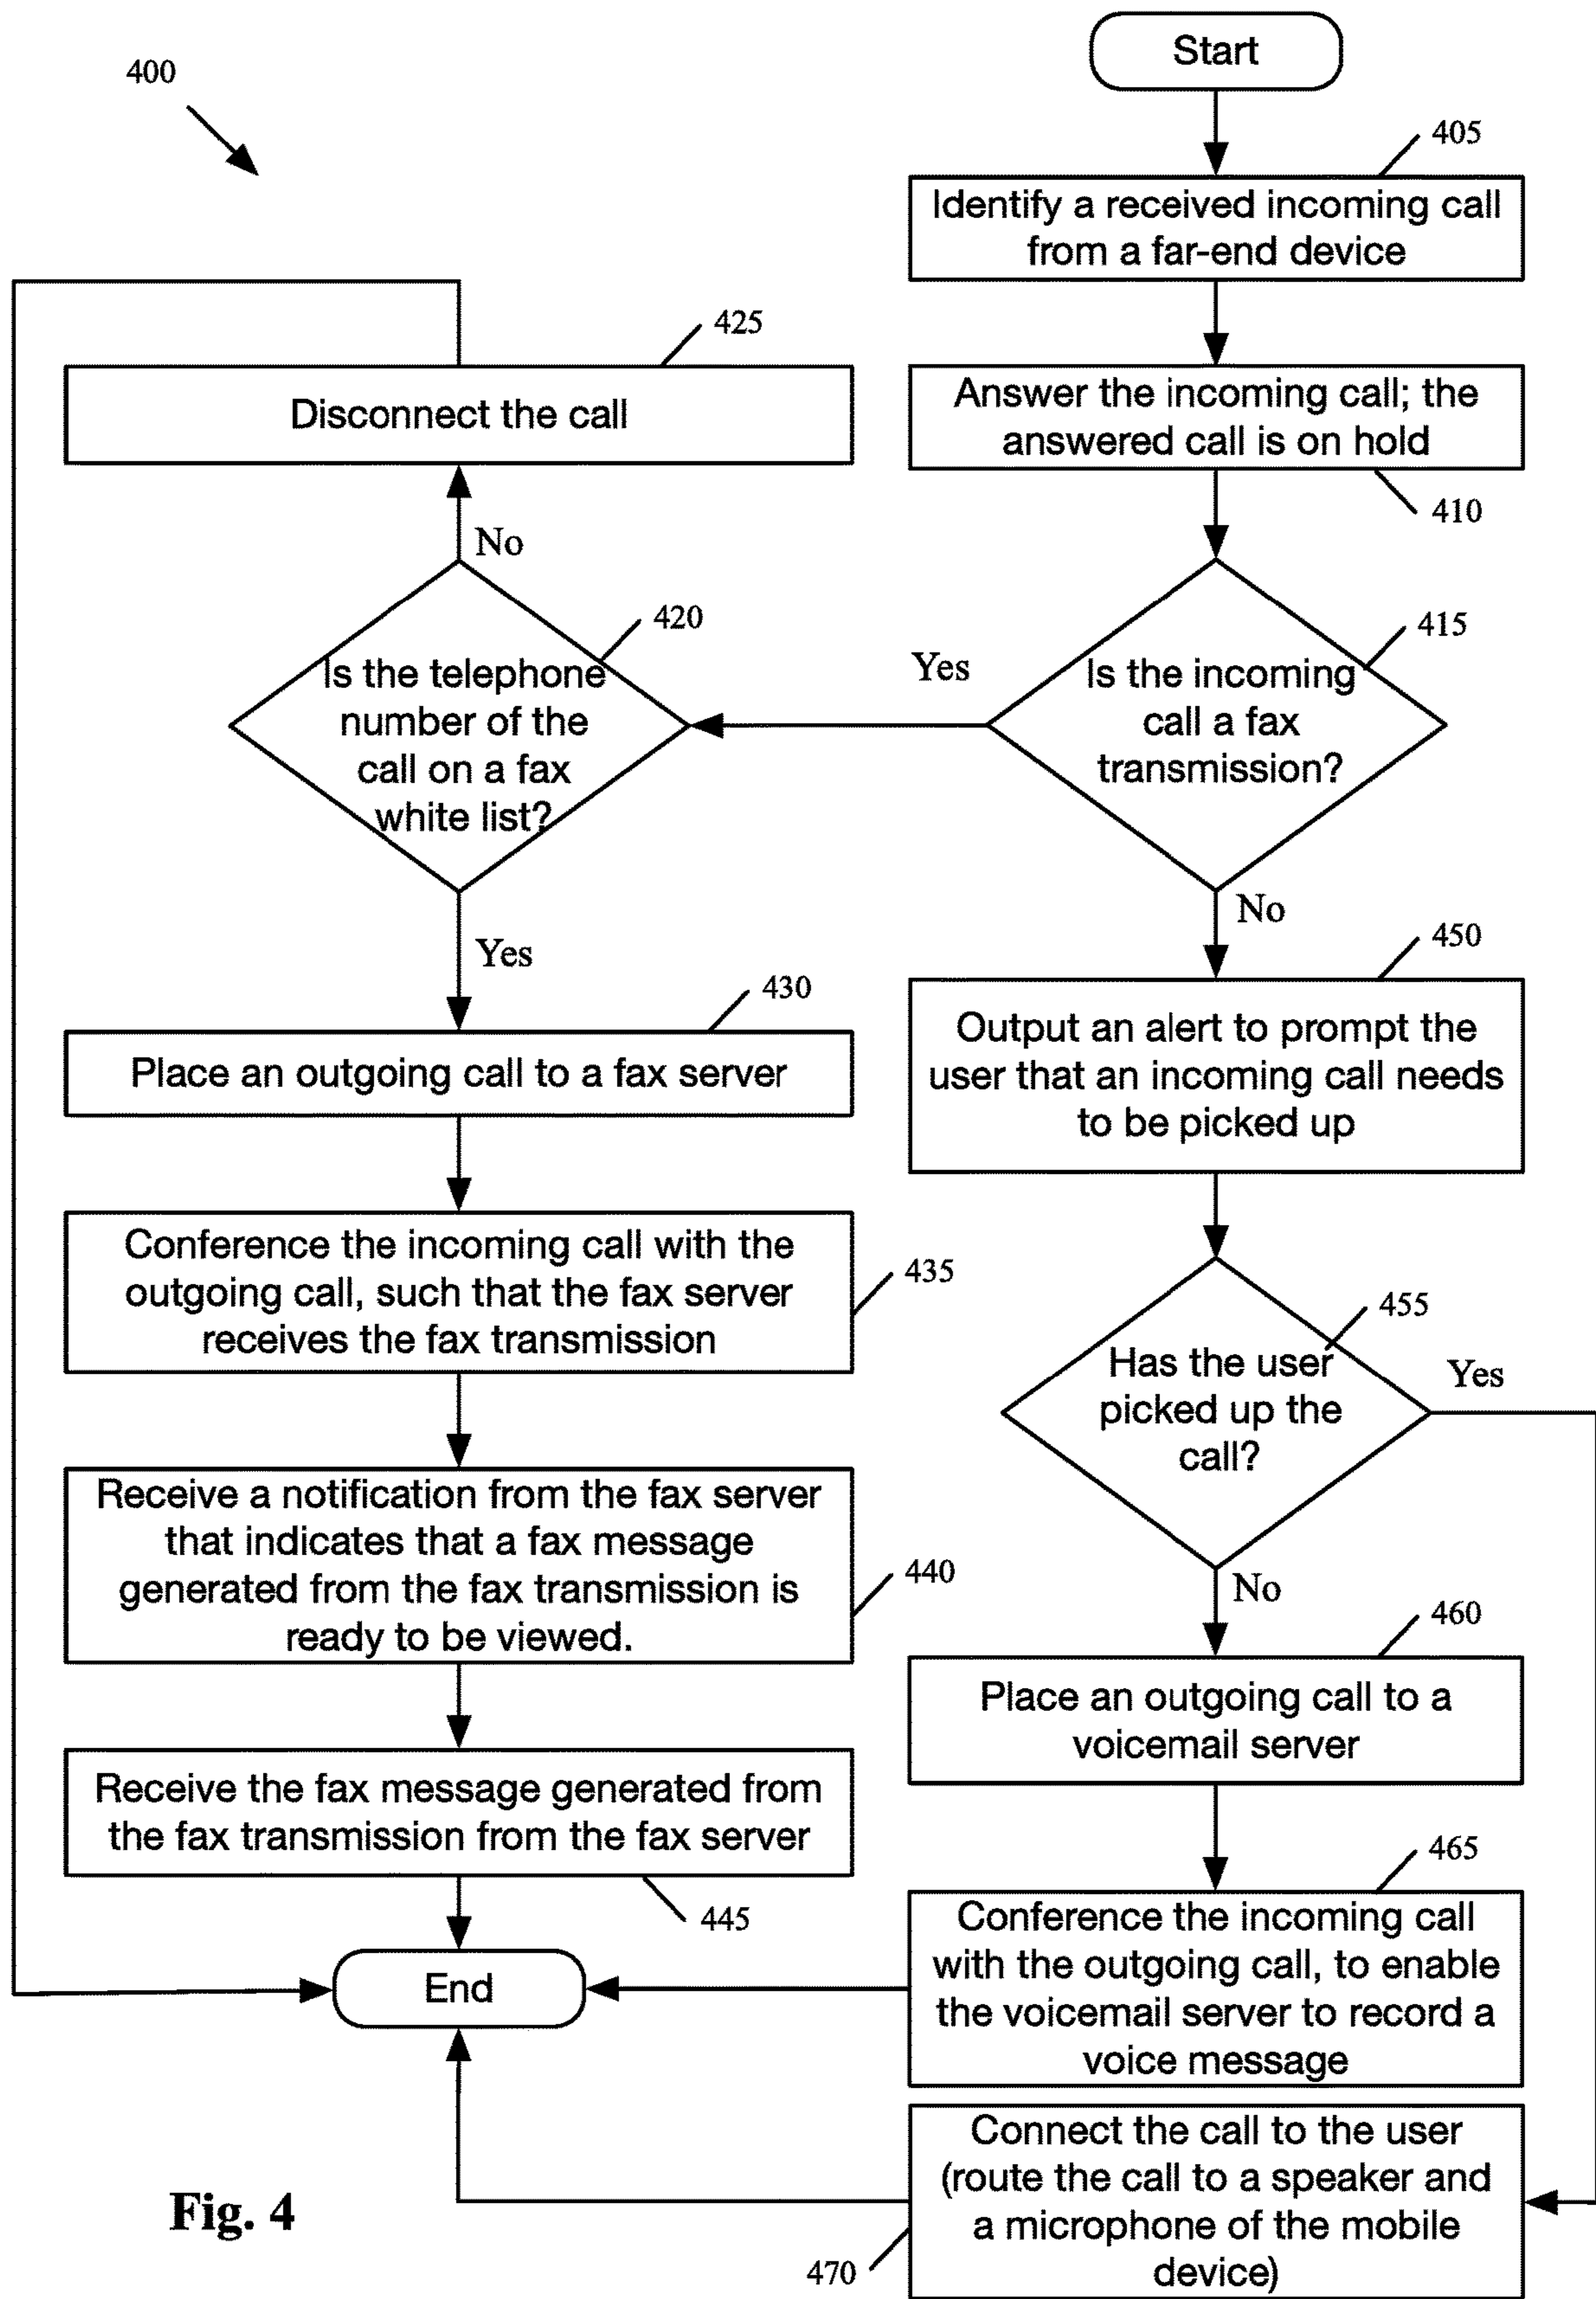 400
Start
405
Identify a received incoming call
from a far-end device
425
Disconnect the call
Answer the incoming call; the
answered call is on hold
410
No
420
Is the telephone
number of the
call on a fax
white list?
Yes
415
Is the incoming
call a fax
transmission?
No
Yes
430
Place an outgoing call to a fax server
450
Output an alert to prompt the
user that an incoming call needs
to be picked up
Conference the incoming call with the
outgoing call, such that the fax server
receives the fax transmission
435
455
Has the user
picked up the
call?
Yes
No
Receive a notification from the fax server
that indicates that a fax message
generated from the fax transmission is
ready to be viewed.
440
460
Place an outgoing call to a
voicemail server
Receive the fax message generated from
the fax transmission from the fax server
445
465
Conference the incoming call
with the outgoing call, to enable
the voicemail server to record a
voice message
End
Connect the call to the user
(route the call to a speaker and
a microphone of the mobile
device)
470
Fig. 4